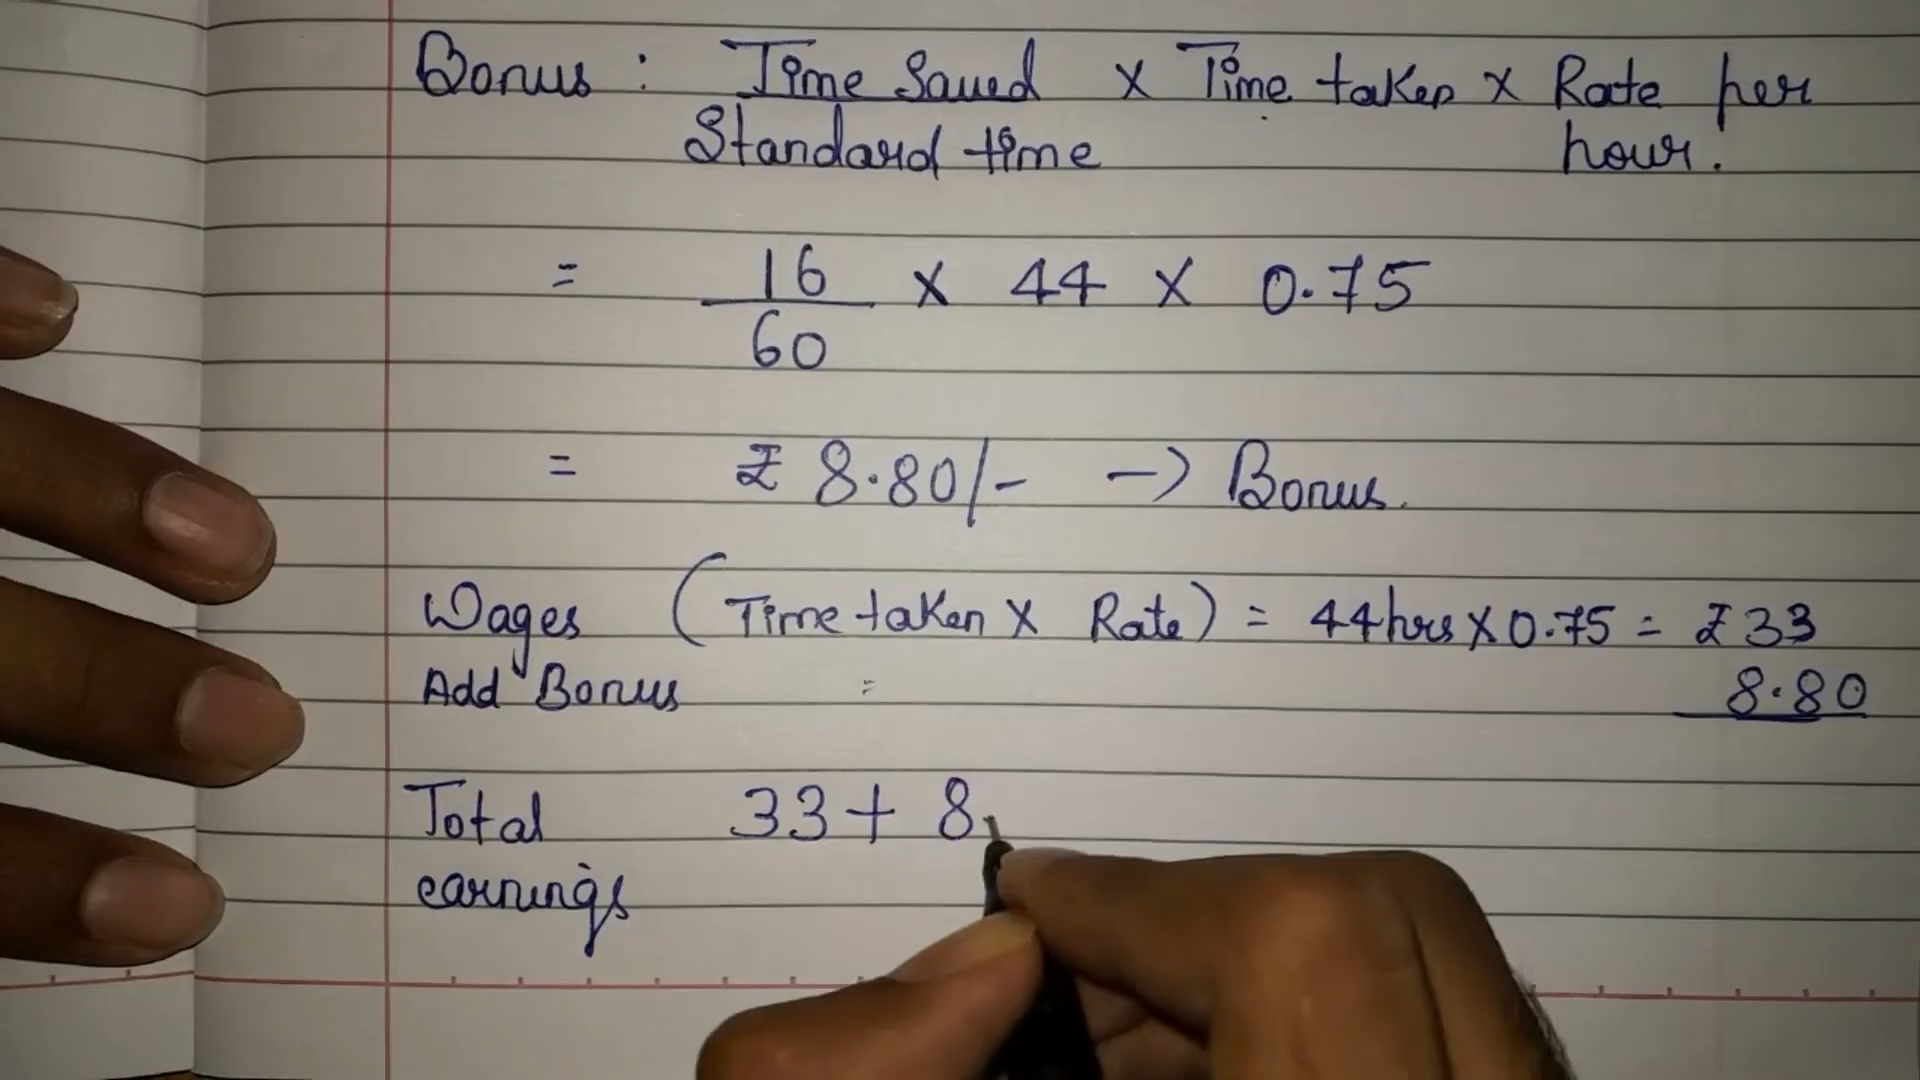 Bonus : Time Saved x Time taken x Rate per
Standard time hour.
= 16 x 44 x 0.75
60
= ₹ 8.80/- -> Bonus.
Wages (Time taken x Rate) = 44hrs x 0.75 = ₹33
Add Bonus = 8.80
Total 33 + 8.
earnings